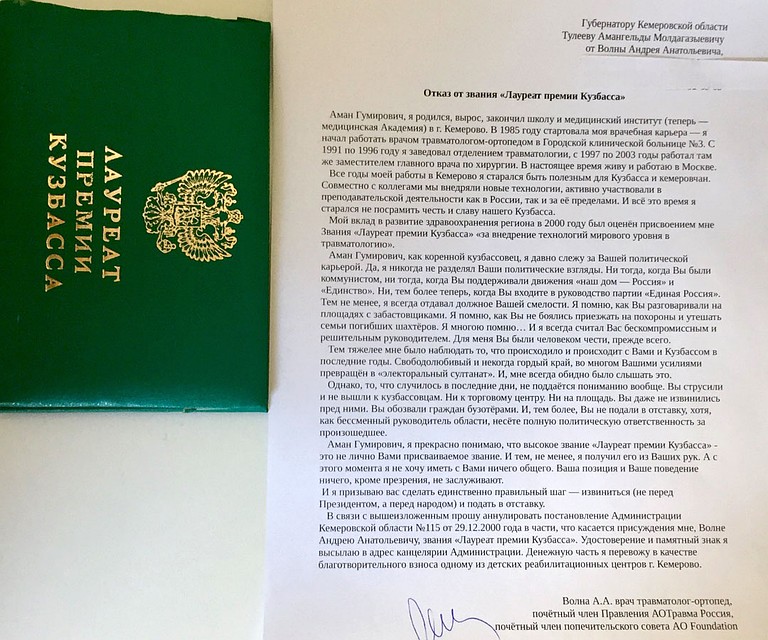 ЛАУРЕАТ
ПРЕМИИ
КУЗБАССА
Губернатору Кемеровской области
Тулееву Амангельды Молдагазыевичу
от Волны Андрея Анатольевича,
Отказ от звания «Лауреат премии Кузбасса»
Аман Гумирович, я родился, вырос, закончил школу и медицинский институт (теперь —
медицинская Академия) в г. Кемерово. В 1985 году стартовала моя врачебная карьера — я
начал работать врачом травматологом-ортопедом в Городской клинической больнице №3. С
1991 по 1996 году я заведовал отделением травматологии, с 1997 по 2003 годы работал там
же заместителем главного врача по хирургии. В настоящее время живу и работаю в Москве.
Все годы моей работы в Кемерово я старался быть полезным для Кузбасса и кемеровчан.
Совместно с коллегами мы внедряли новые технологии, активно участвовали в
преподавательской деятельности как в России, так и за её пределами. И всё это время я
старался не посрамить честь и славу нашего Кузбасса.
Мой вклад в развитие здравоохранения региона в 2000 году был оценён присвоением мне
Звания «Лауреат премии Кузбасса» «за внедрение технологий мирового уровня в
травматологию».
Аман Гумирович, как коренной кузбассовец, я давно слежу за Вашей политической
карьерой. Да, я никогда не разделял Ваши политические взгляды. Ни тогда, когда Вы были
коммунистом, ни тогда, когда Вы поддерживали движения «наш дом — Россия» и
«Единство». Ни, тем более теперь, когда Вы входите в руководство партии «Единая Россия».
Тем не менее, я всегда отдавал должное Вашей смелости. Я помню, как Вы разговаривали на
площадях с забастовщиками. Я помню, как Вы не боялись приезжать на похороны и утешать
семьи погибших шахтёров. Я многою помню… И я всегда считал Вас бескомпромиссным и
решительным руководителем. Для меня Вы были человеком чести, прежде всего.
Тем тяжелее мне было наблюдать то, что происходило и происходит с Вами и Кузбассом в
последние годы. Свободолюбивый и некогда гордый край, во многом Вашими усилиями
превращён в «электоральный султанат». И, мне всегда обидно было слышать это.
Однако, то, что случилось в последние дни, не поддаётся пониманию вообще. Вы струсили
и не вышли к кузбассовцам. Ни к торговому центру. Ни на площадь. Вы даже не извинились
пред ними. Вы обозвали граждан бузотёрами. И, тем более, Вы не подали в отставку, хотя,
как бессменный руководитель области, несёте полную политическую ответственность за
произошедшее.
Аман Гумирович, я прекрасно понимаю, что высокое звание «Лауреат премии Кузбасса» -
это не лично Вами присваиваемое звание. И тем, не менее, я получил его из Ваших рук. А с
этого момента я не хочу иметь с Вами ничего общего. Ваша позиция и Ваше поведение
ничего, кроме презрения, не заслуживают.
И я призываю вас сделать единственно правильный шаг — извиниться (не перед
Президентом, а перед народом) и подать в отставку.
В связи с вышеизложенным прошу аннулировать постановление Администрации
Кемеровской области №115 от 29.12.2000 года в части, что касается присуждения мне, Волне
Андрею Анатольевичу, звания «Лауреат премии Кузбасса». Удостоверение и памятный знак я
высылаю в адрес канцелярии Администрации. Денежную часть я перевожу в качестве
благотворительного взноса одному из детских реабилитационных центров г. Кемерово.
Волна А.А. врач травматолог-ортопед,
почётный член Правления АОТравма Россия,
почётный член попечительского совета АО Foundation